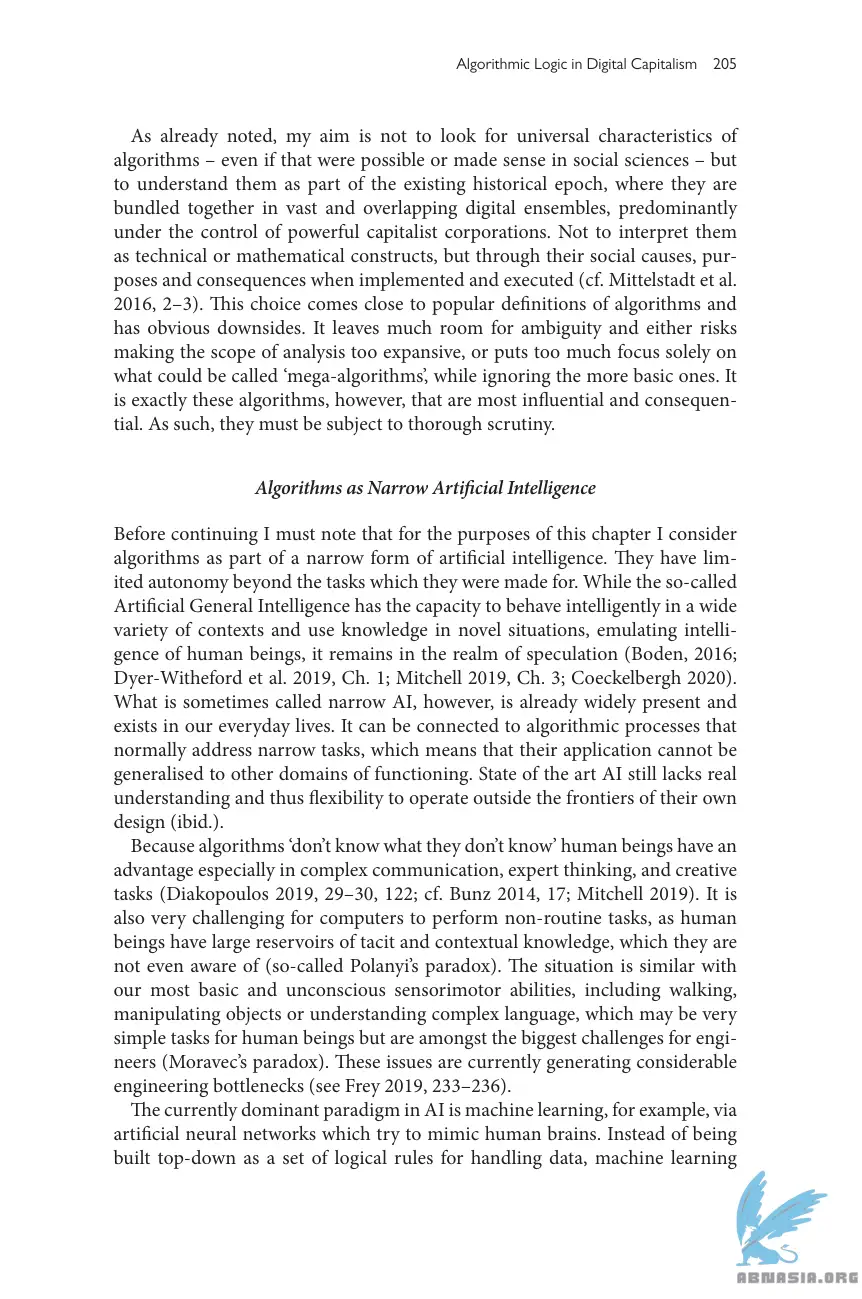 Algorithmic Logic in Digital Capitalism 205
As already noted, my aim is not to look for universal characteristics of
algorithms – even if that were possible or made sense in social sciences – but
to understand them as part of the existing historical epoch, where they are
bundled together in vast and overlapping digital ensembles, predominantly
under the control of powerful capitalist corporations. Not to interpret them
as technical or mathematical constructs, but through their social causes, pur-
poses and consequences when implemented and executed (cf. Mittelstadt et al.
2016, 2–3). This choice comes close to popular definitions of algorithms and
has obvious downsides. It leaves much room for ambiguity and either risks
making the scope of analysis too expansive, or puts too much focus solely on
what could be called ‘mega-algorithms’, while ignoring the more basic ones. It
is exactly these algorithms, however, that are most influential and consequen-
tial. As such, they must be subject to thorough scrutiny.
Algorithms as Narrow Artificial Intelligence
Before continuing I must note that for the purposes of this chapter I consider
algorithms as part of a narrow form of artificial intelligence. They have lim-
ited autonomy beyond the tasks which they were made for. While the so-called
Artificial General Intelligence has the capacity to behave intelligently in a wide
variety of contexts and use knowledge in novel situations, emulating intelli-
gence of human beings, it remains in the realm of speculation (Boden, 2016;
Dyer-Witheford et al. 2019, Ch. 1; Mitchell 2019, Ch. 3; Coeckelbergh 2020).
What is sometimes called narrow AI, however, is already widely present and
exists in our everyday lives. It can be connected to algorithmic processes that
normally address narrow tasks, which means that their application cannot be
generalised to other domains of functioning. State of the art AI still lacks real
understanding and thus flexibility to operate outside the frontiers of their own
design (ibid.).
Because algorithms ‘don’t know what they don’t know’ human beings have an
advantage especially in complex communication, expert thinking, and creative
tasks (Diakopoulos 2019, 29–30, 122; cf. Bunz 2014, 17; Mitchell 2019). It is
also very challenging for computers to perform non-routine tasks, as human
beings have large reservoirs of tacit and contextual knowledge, which they are
not even aware of (so-called Polanyi’s paradox). The situation is similar with
our most basic and unconscious sensorimotor abilities, including walking,
manipulating objects or understanding complex language, which may be very
simple tasks for human beings but are amongst the biggest challenges for engi-
neers (Moravec’s paradox). These issues are currently generating considerable
engineering bottlenecks (see Frey 2019, 233–236).
The currently dominant paradigm in AI is machine learning, for example, via
artificial neural networks which try to mimic human brains. Instead of being
built top-down as a set of logical rules for handling data, machine learning
ABNASIA.ORG